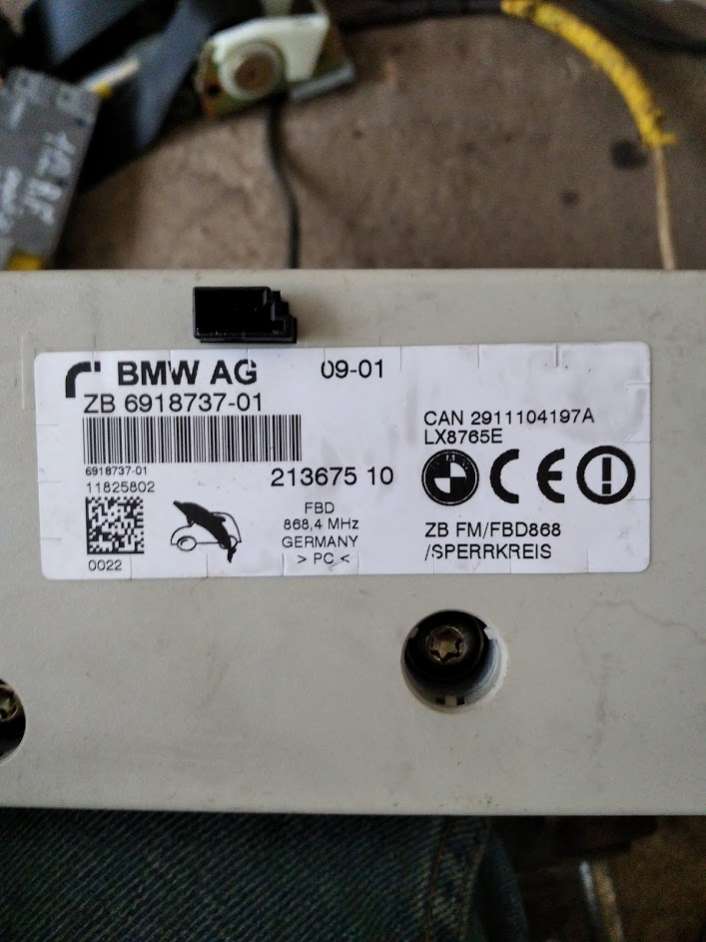 BMW AG 09-01
ZB 6918737-01
6918737-01
11825802
213675 10
0022
FBD
868,4 MHz
GERMANY
> PC <
CAN 2911104197A
LX8765E
CE
ZB FM/FBD868
/SPERRKREIS